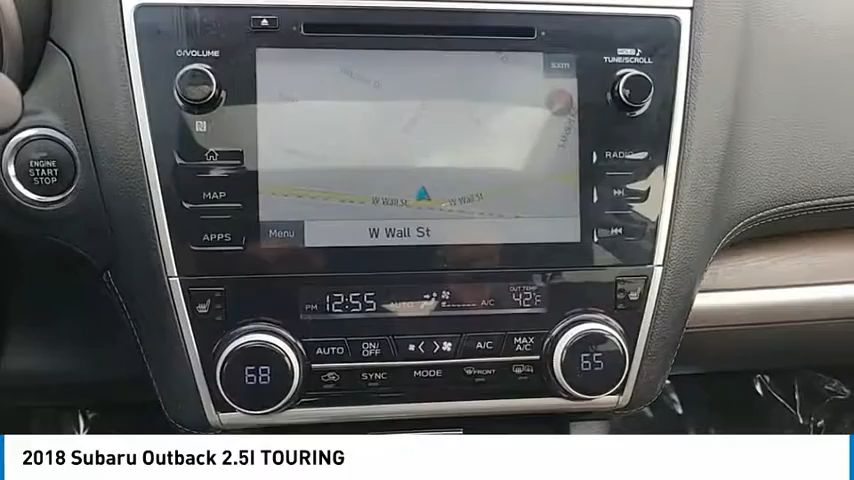 VOLUME
HOLD
TUNE/SCROLL
SXM
RADIO
MAP
APPS
ENGINE
START
STOP
W Wall St
W Wall St
Menu
W Wall St
PM 12:55
AUTO
A/C
OUT TEMP
42°F
AUTO
ON/
OFF
A/C
MAX
A/C
68
65
SYNC
MODE
FRONT
2018 Subaru Outback 2.5I TOURING